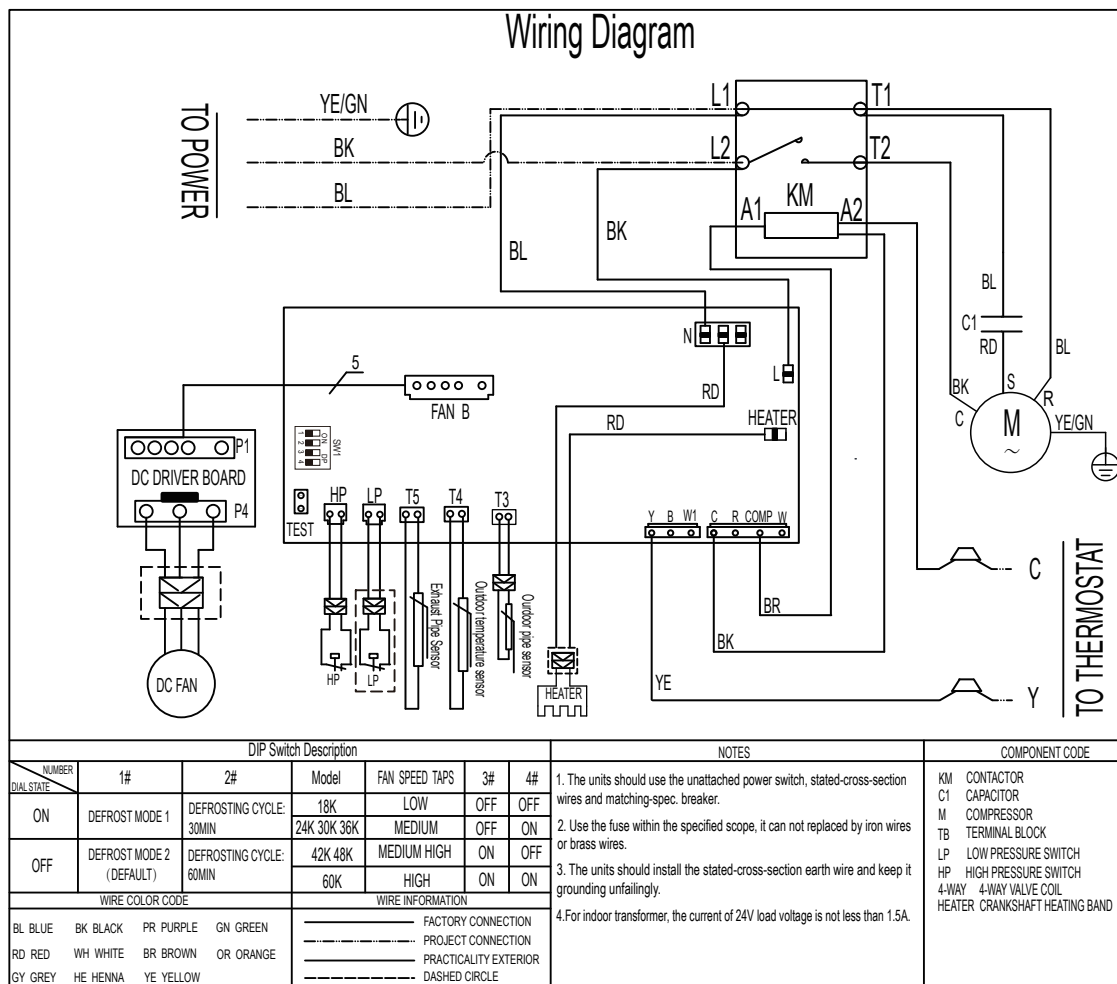 Wiring Diagram
TO POWER
YE/GN
BK
BL
L1
T1
L2
T2
KM
A1
A2
BL
BK
BL
C1
RD
BL
BK
S
R
C
M
~
YE/GN
5
FAN B
N
L
RD
RD
HEATER
P1
DC DRIVER BOARD
P4
DC FAN
ON DP
1 2 3 4
SW1
TEST
HP
LP
T5
T4
T3
Y B W1
C R COMP W
Exhaust Pipe Sensor
Outdoor temperature sensor
Ourdoor pipe sensor
HP
LP
HEATER
BR
BK
YE
C
Y
TO THERMOSTAT
DIP Switch Description
NUMBER
DIAL STATE
1# 2# Model FAN SPEED TAPS 3# 4#
ON
DEFROST MODE 1
DEFROSTING CYCLE:
30MIN
18K LOW OFF OFF
24K 30K 36K MEDIUM OFF ON
OFF
DEFROST MODE 2
(DEFAULT)
DEFROSTING CYCLE:
60MIN
42K 48K MEDIUM HIGH ON OFF
60K HIGH ON ON
WIRE COLOR CODE
BL BLUE BK BLACK PR PURPLE GN GREEN
RD RED WH WHITE BR BROWN OR ORANGE
GY GREY HE HENNA YE YELLOW
WIRE INFORMATION
FACTORY CONNECTION
PROJECT CONNECTION
PRACTICALITY EXTERIOR
DASHED CIRCLE
NOTES
1. The units should use the unattached power switch, stated-cross-section
wires and matching-spec. breaker.
2. Use the fuse within the specified scope, it can not replaced by iron wires
or brass wires.
3. The units should install the stated-cross-section earth wire and keep it
grounding unfailingly.
4.For indoor transformer, the current of 24V load voltage is not less than 1.5A.
COMPONENT CODE
KM CONTACTOR
C1 CAPACITOR
M COMPRESSOR
TB TERMINAL BLOCK
LP LOW PRESSURE SWITCH
HP HIGH PRESSURE SWITCH
4-WAY 4-WAY VALVE COIL
HEATER CRANKSHAFT HEATING BAND